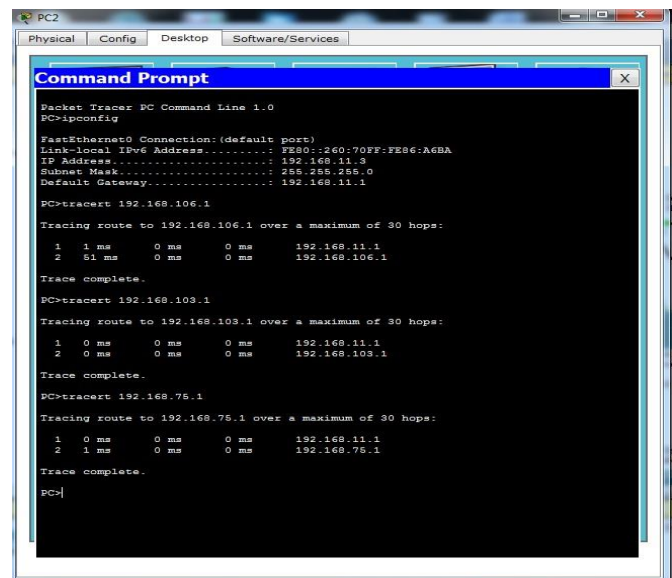 PC2
Physical Config Desktop Software/Services
Command Prompt X
Packet Tracer PC Command Line 1.0
PC>ipconfig
FastEthernet0 Connection:(default port)
Link-local IPv6 Address.........: FE80::260:70FF:FE86:A6BA
IP Address......................: 192.168.11.3
Subnet Mask.....................: 255.255.255.0
Default Gateway.................: 192.168.11.1
PC>tracert 192.168.106.1
Tracing route to 192.168.106.1 over a maximum of 30 hops:
1 1 ms 0 ms 0 ms 192.168.11.1
2 51 ms 0 ms 0 ms 192.168.106.1
Trace complete.
PC>tracert 192.168.103.1
Tracing route to 192.168.103.1 over a maximum of 30 hops:
1 0 ms 0 ms 0 ms 192.168.11.1
2 0 ms 0 ms 0 ms 192.168.103.1
Trace complete.
PC>tracert 192.168.75.1
Tracing route to 192.168.75.1 over a maximum of 30 hops:
1 0 ms 0 ms 0 ms 192.168.11.1
2 1 ms 0 ms 0 ms 192.168.75.1
Trace complete.
PC>